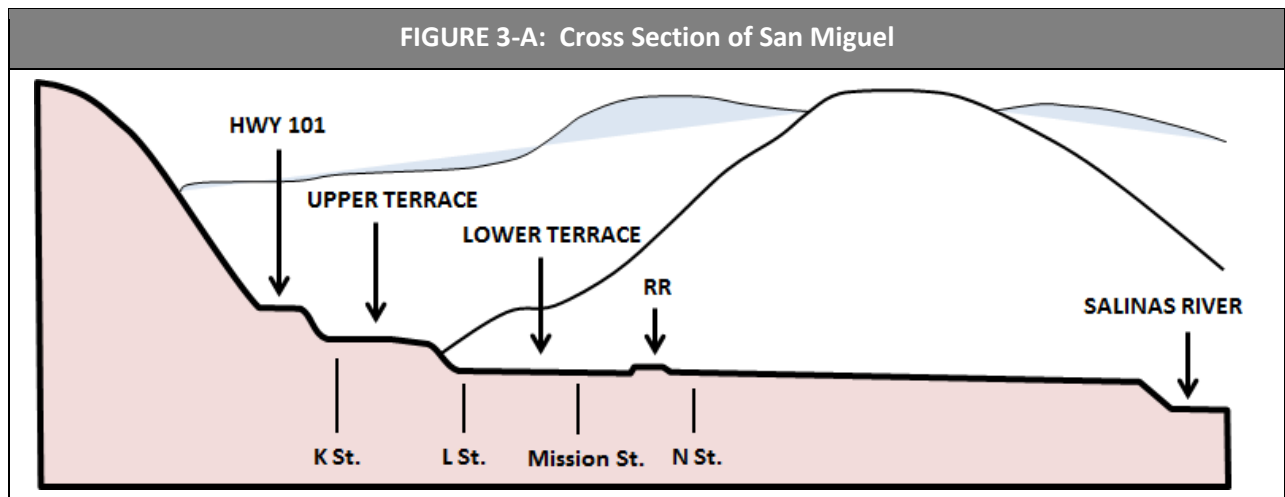 FIGURE 3-A: Cross Section of San Miguel
HWY 101
UPPER TERRACE
LOWER TERRACE
RR
SALINAS RIVER
K St.
L St.
Mission St.
N St.